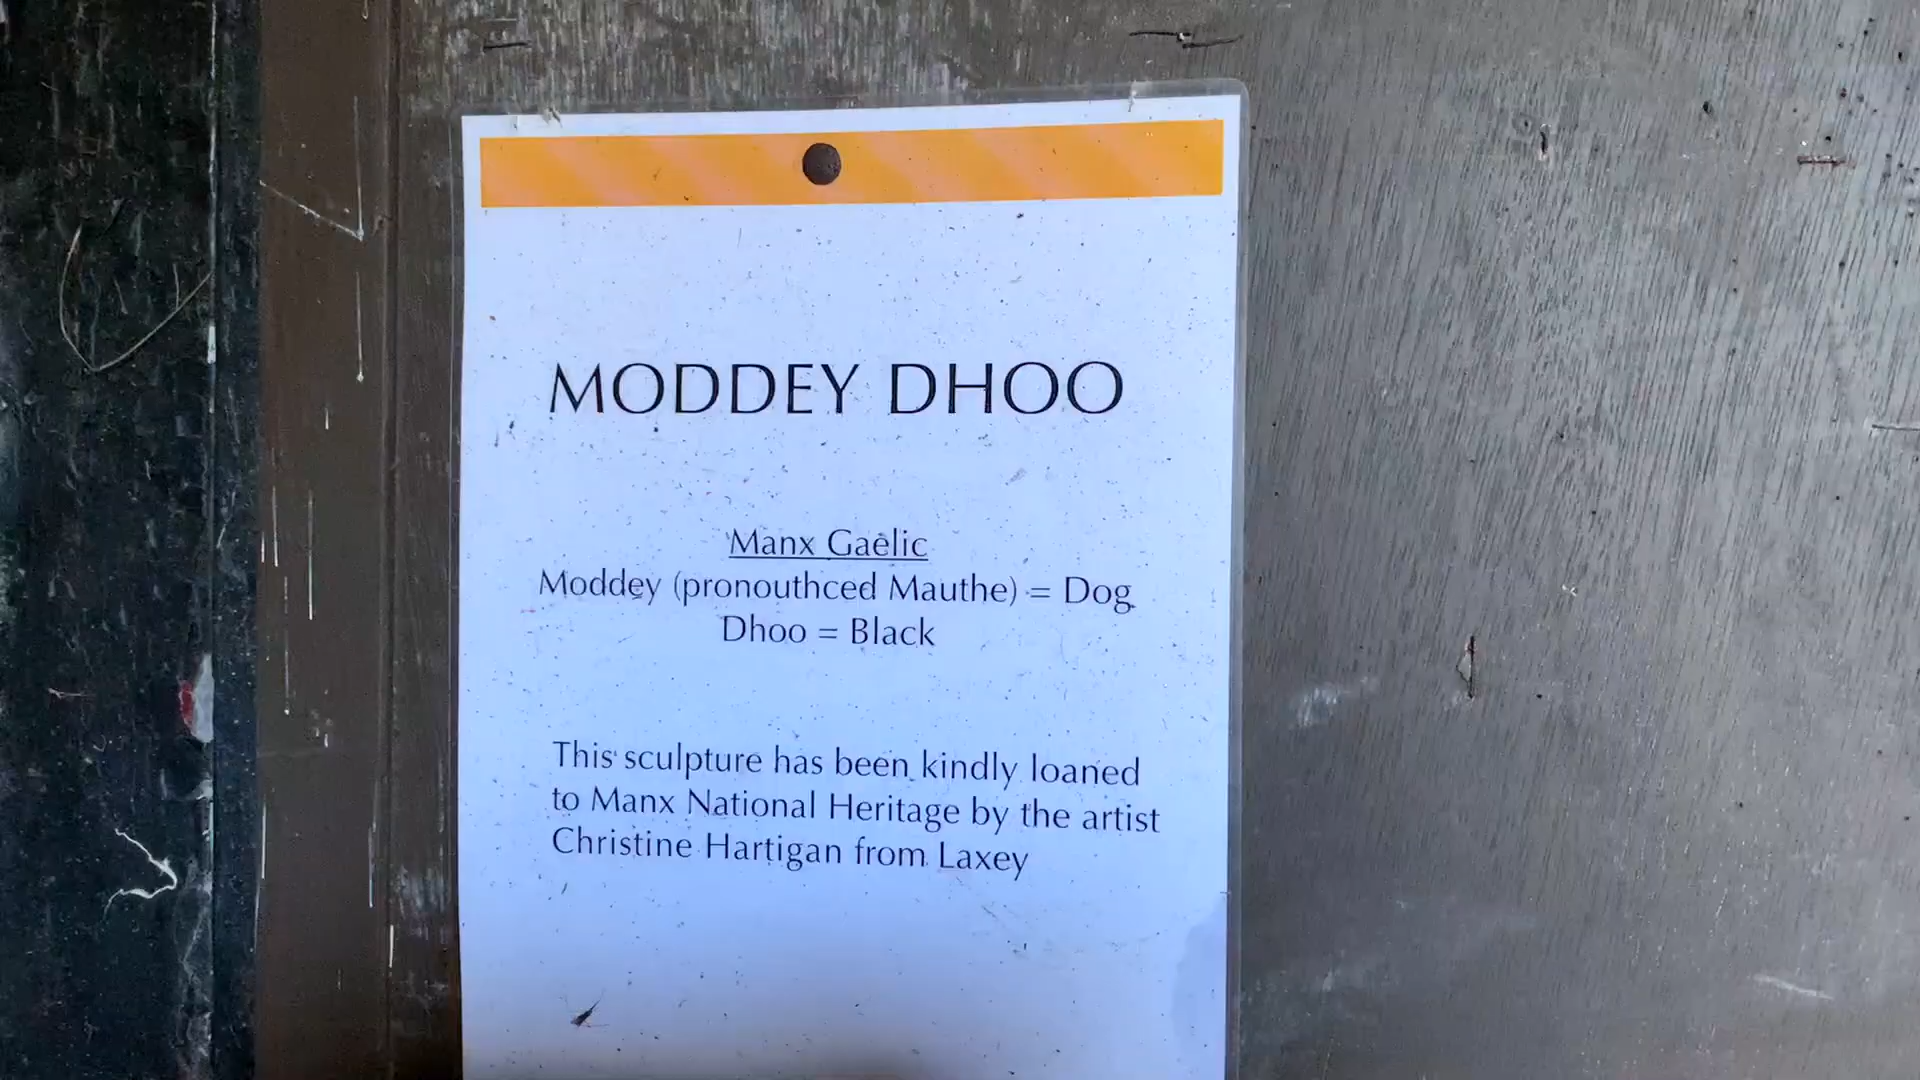 MODDEY DHOO
Manx Gaelic
Moddey (pronouthced Mauthe) = Dog
Dhoo = Black
This sculpture has been kindly loaned
to Manx National Heritage by the artist
Christine Hartigan from Laxey